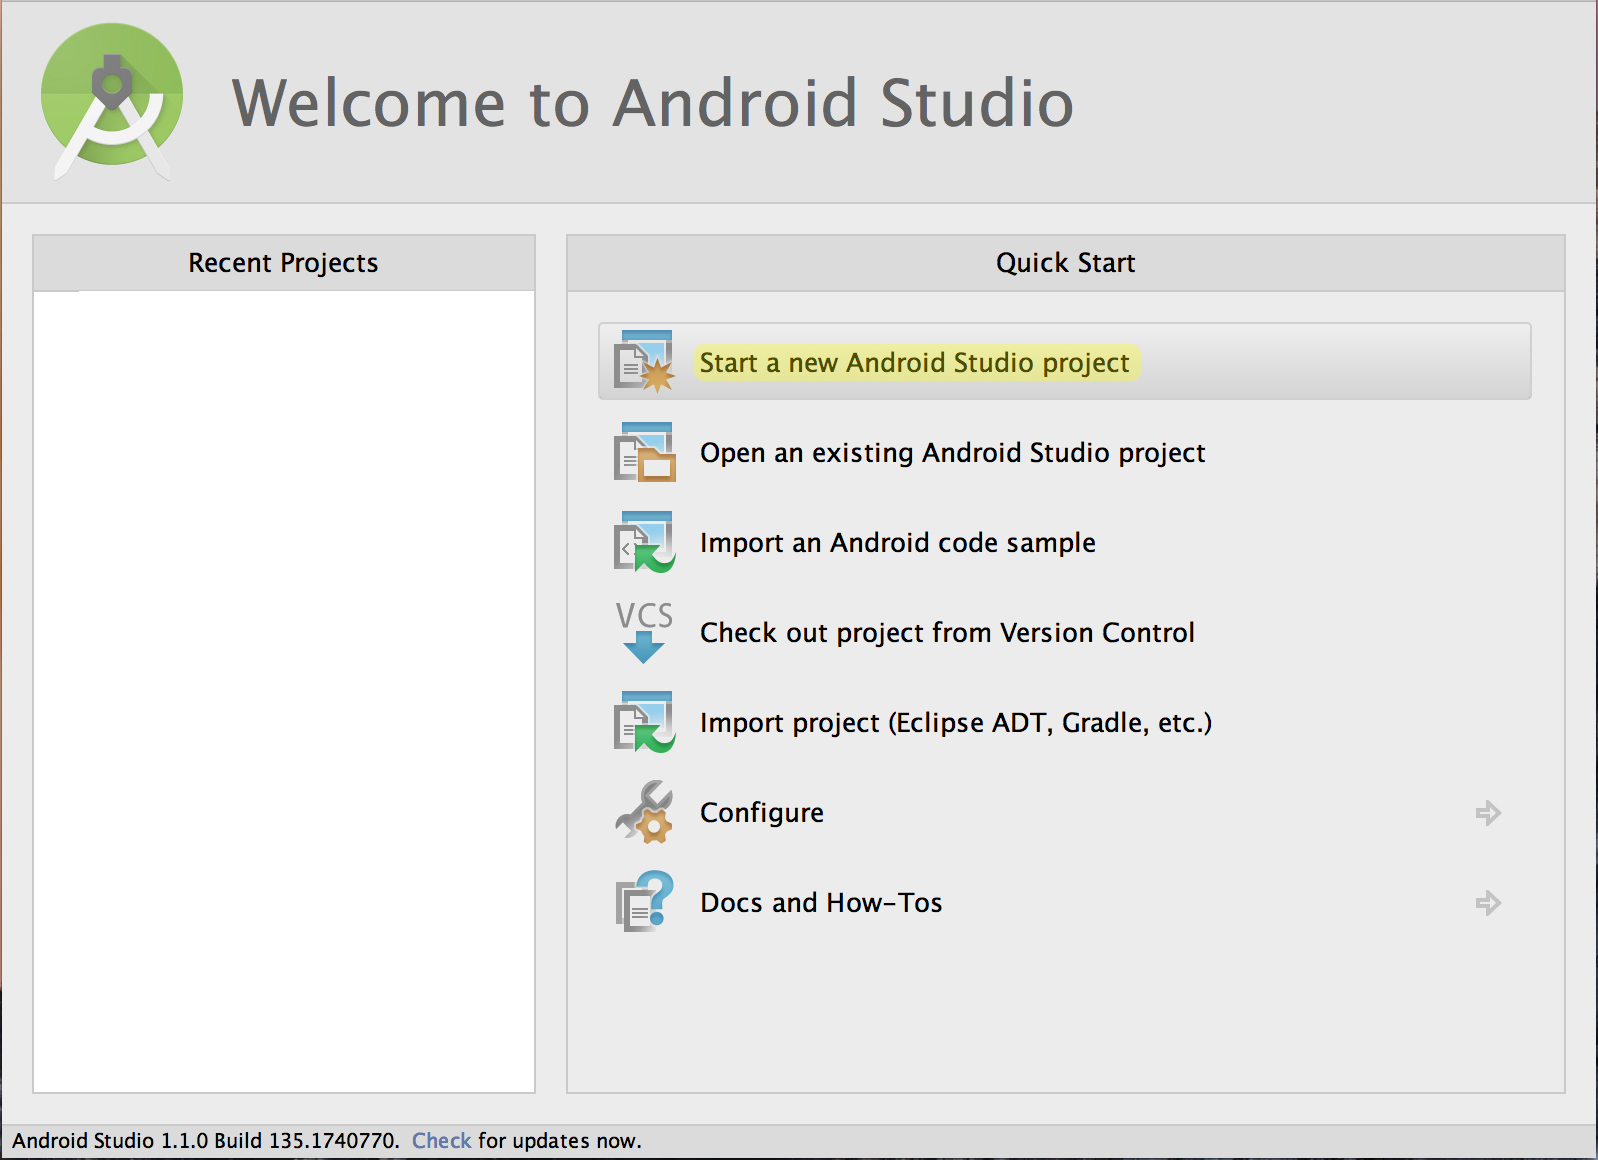 Welcome to Android Studio
Recent Projects
Quick Start
Start a new Android Studio project
Open an existing Android Studio project
Import an Android code sample
VCS
Check out project from Version Control
Import project (Eclipse ADT, Gradle, etc.)
Configure
Docs and How-Tos
Android Studio 1.1.0 Build 135.1740770. Check for updates now.